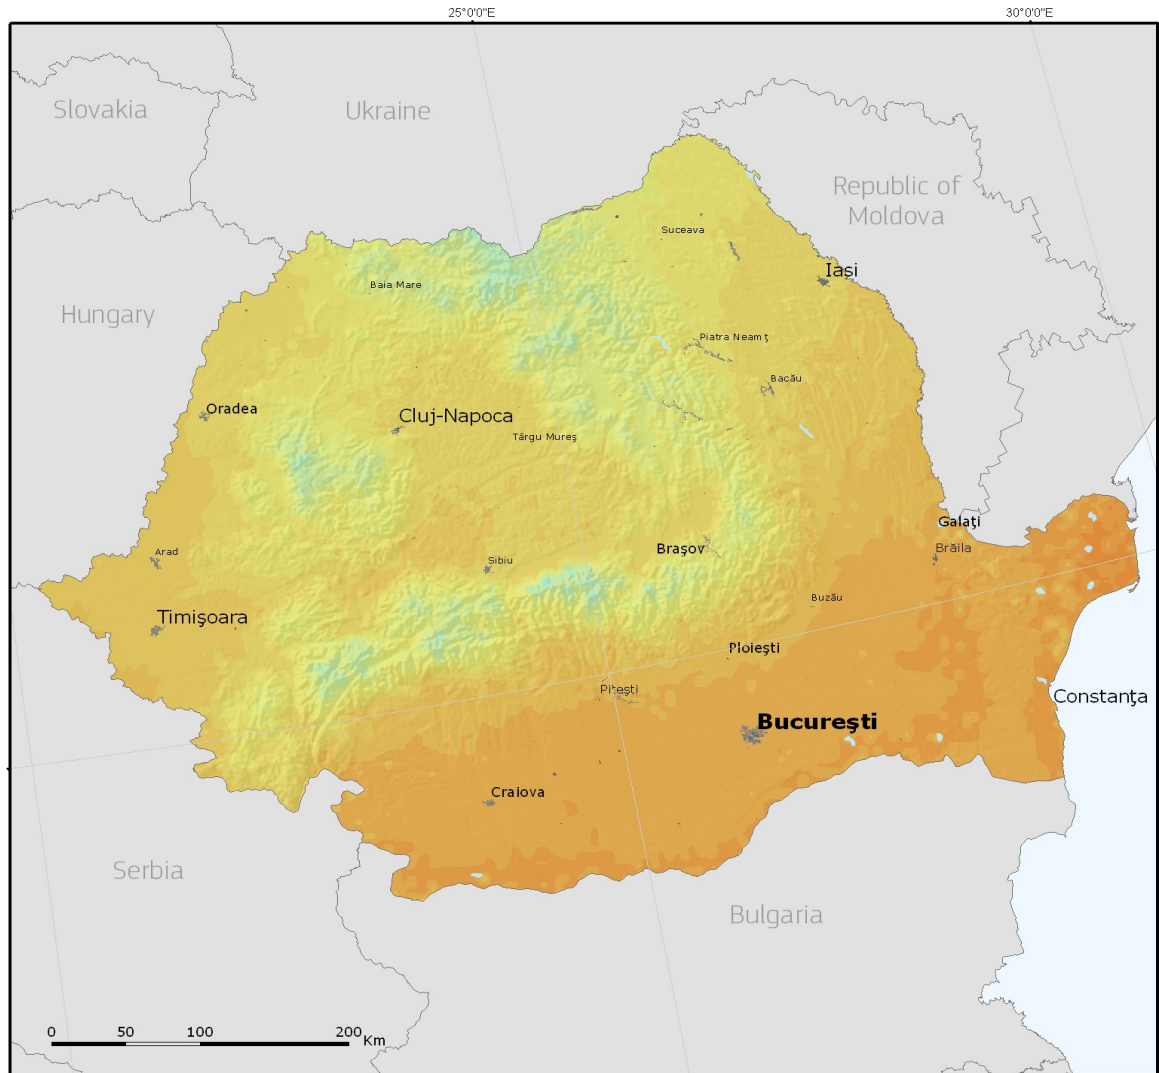 25°0'0"E
30°0'0"E
Slovakia
Ukraine
Republic of
Moldova
Suceava
Iaşi
Baia Mare
Hungary
Piatra Neamţ
Bacău
Oradea
Cluj-Napoca
Târgu Mureş
Galaţi
Braşov
Brăila
Arad
Sibiu
Buzău
Timişoara
Ploieşti
Piteşti
Constanţa
Bucureşti
Craiova
Serbia
Bulgaria
0 50 100 200 Km